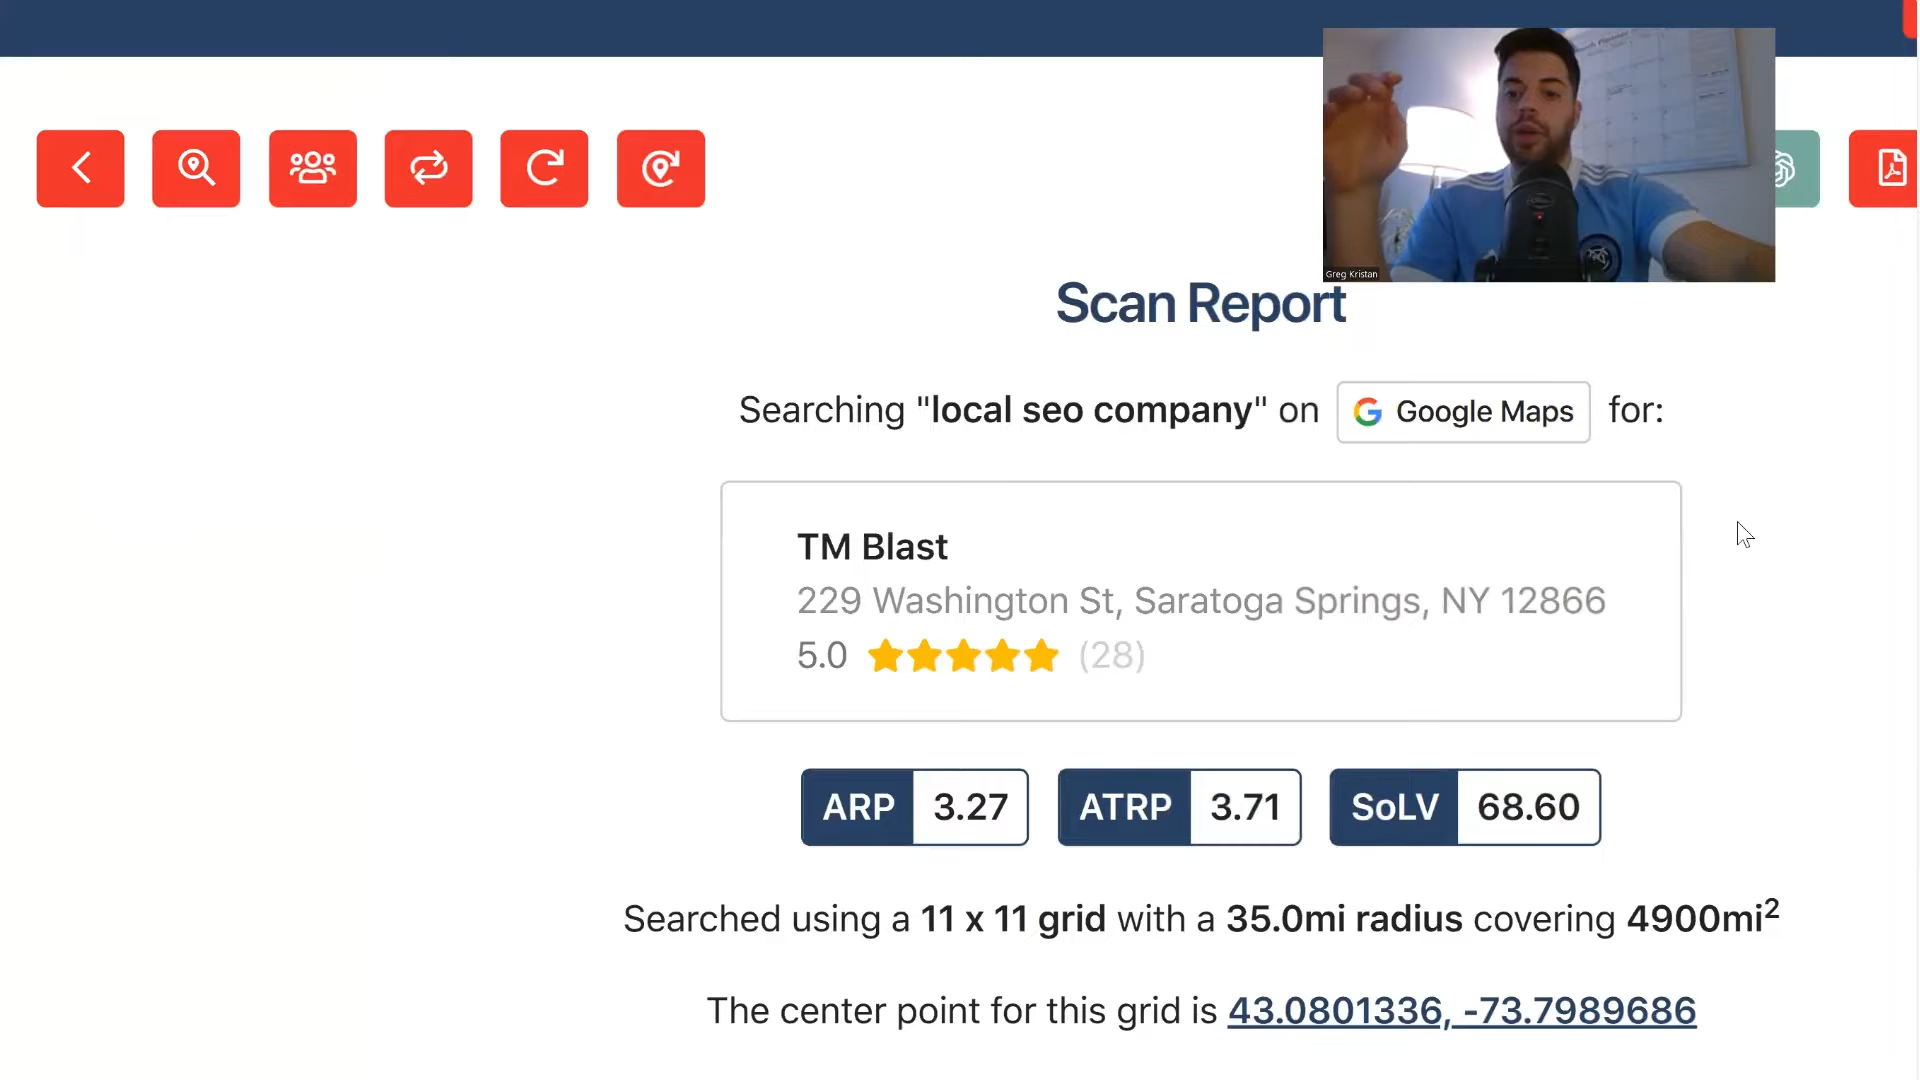 Greg Kristan
Scan Report
Searching "local seo company" on Google Maps for:
TM Blast
229 Washington St, Saratoga Springs, NY 12866
5.0 (28)
ARP 3.27 ATRP 3.71 SoLV 68.60
Searched using a 11 x 11 grid with a 35.0mi radius covering 4900mi²
The center point for this grid is 43.0801336, -73.7989686